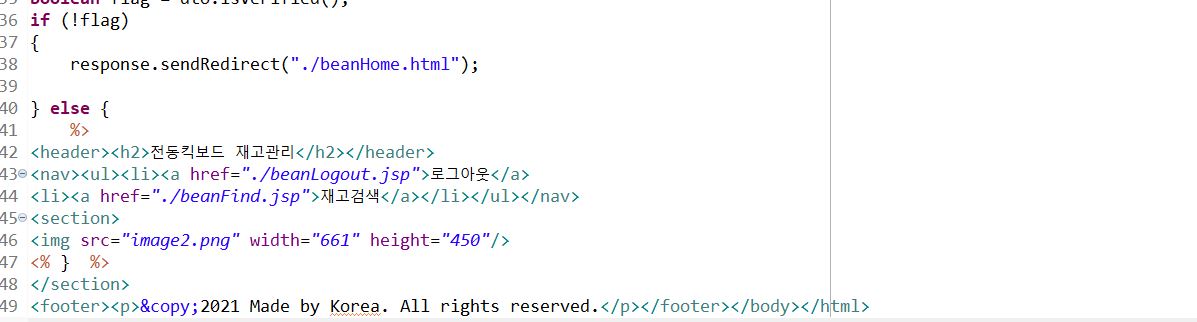 35 boolean flag = dto.isVerified();
36 if (!flag)
37 {
38     response.sendRedirect("./beanHome.html");
39
40 } else {
41     %>
42 <header><h2>전동킥보드 재고관리</h2></header>
43 <nav><ul><li><a href="./beanLogout.jsp">로그아웃</a>
44 <li><a href="./beanFind.jsp">재고검색</a></li></ul></nav>
45 <section>
46 <img src="image2.png" width="661" height="450"/>
47 <% }  %>
48 </section>
49 <footer><p>&copy;2021 Made by Korea. All rights reserved.</p></footer></body></html>